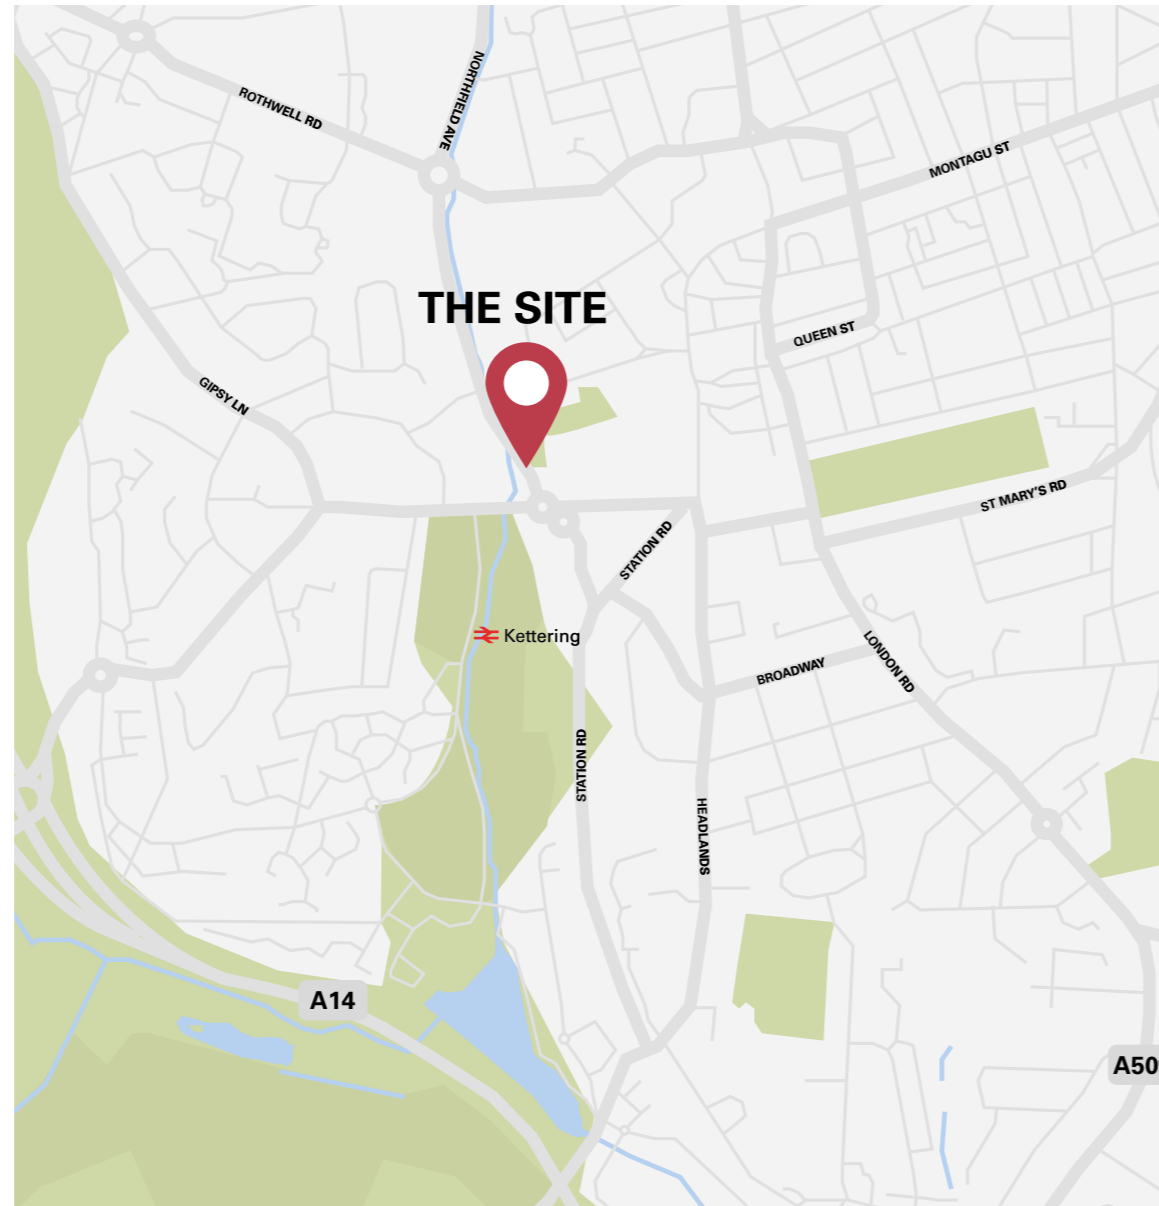 NORTHFIELD AVE
ROTHWELL RD
MONTAGU ST
THE SITE
QUEEN ST
GIPSY LN
ST MARY'S RD
STATION RD
Kettering
BROADWAY
LONDON RD
STATION RD
HEADLANDS
A14
A50